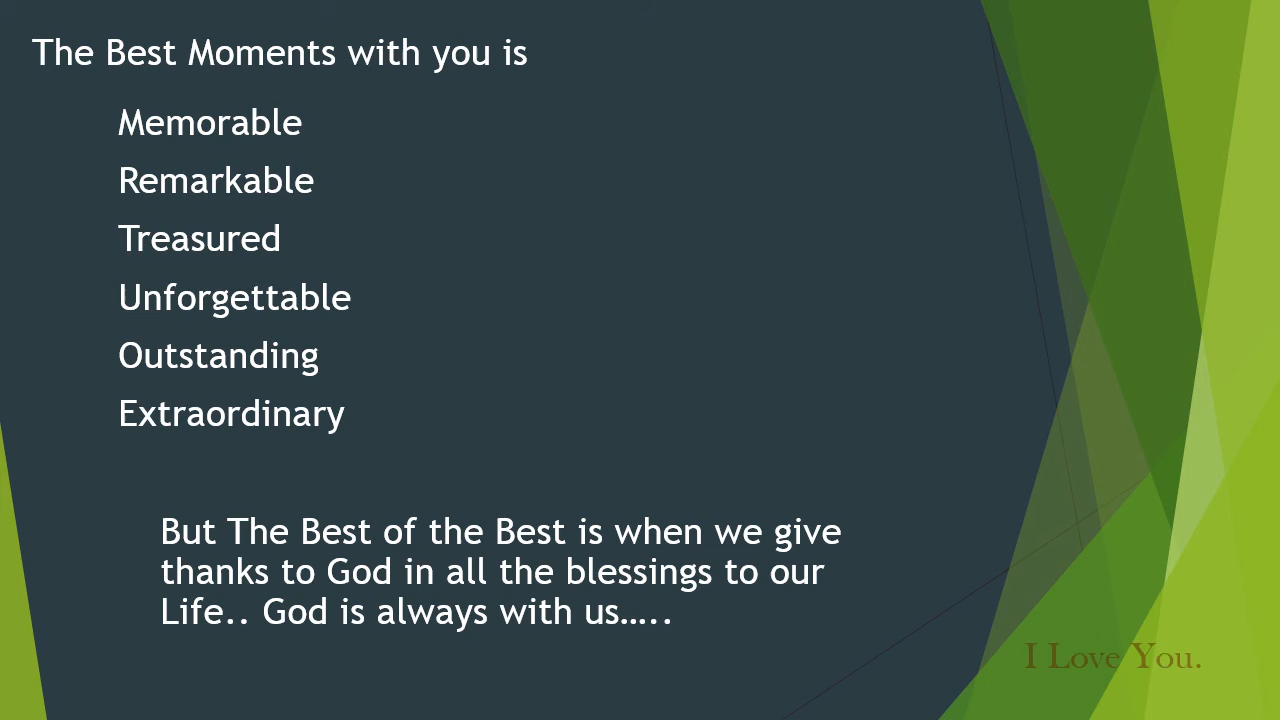 The Best Moments with you is
Memorable
Remarkable
Treasured
Unforgettable
Outstanding
Extraordinary
But The Best of the Best is when we give
thanks to God in all the blessings to our
Life.. God is always with us…..
I Love You.